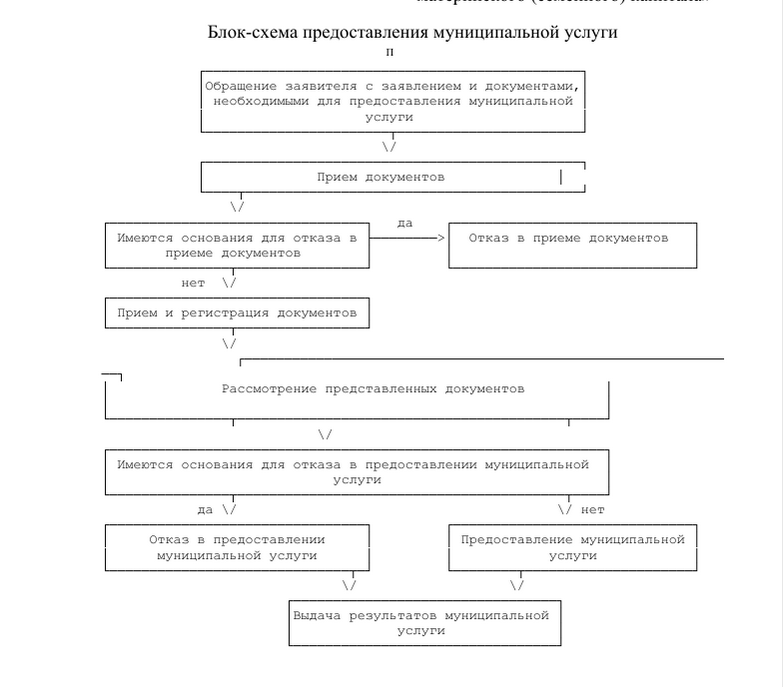 Блок-схема предоставления муниципальной услуги
П
Обращение заявителя с заявлением и документами,
необходимыми для предоставления муниципальной
услуги
\/
Прием документов
\/
да
Имеются основания для отказа в
приеме документов
>
Отказ в приеме документов
нет \/
Прием и регистрация документов
\/
Рассмотрение представленных документов
\/
Имеются основания для отказа в предоставлении муниципальной
услуги
да \/
\/ нет
Отказ в предоставлении
муниципальной услуги
Предоставление муниципальной
услуги
\/
\/
Выдача результатов муниципальной
услуги